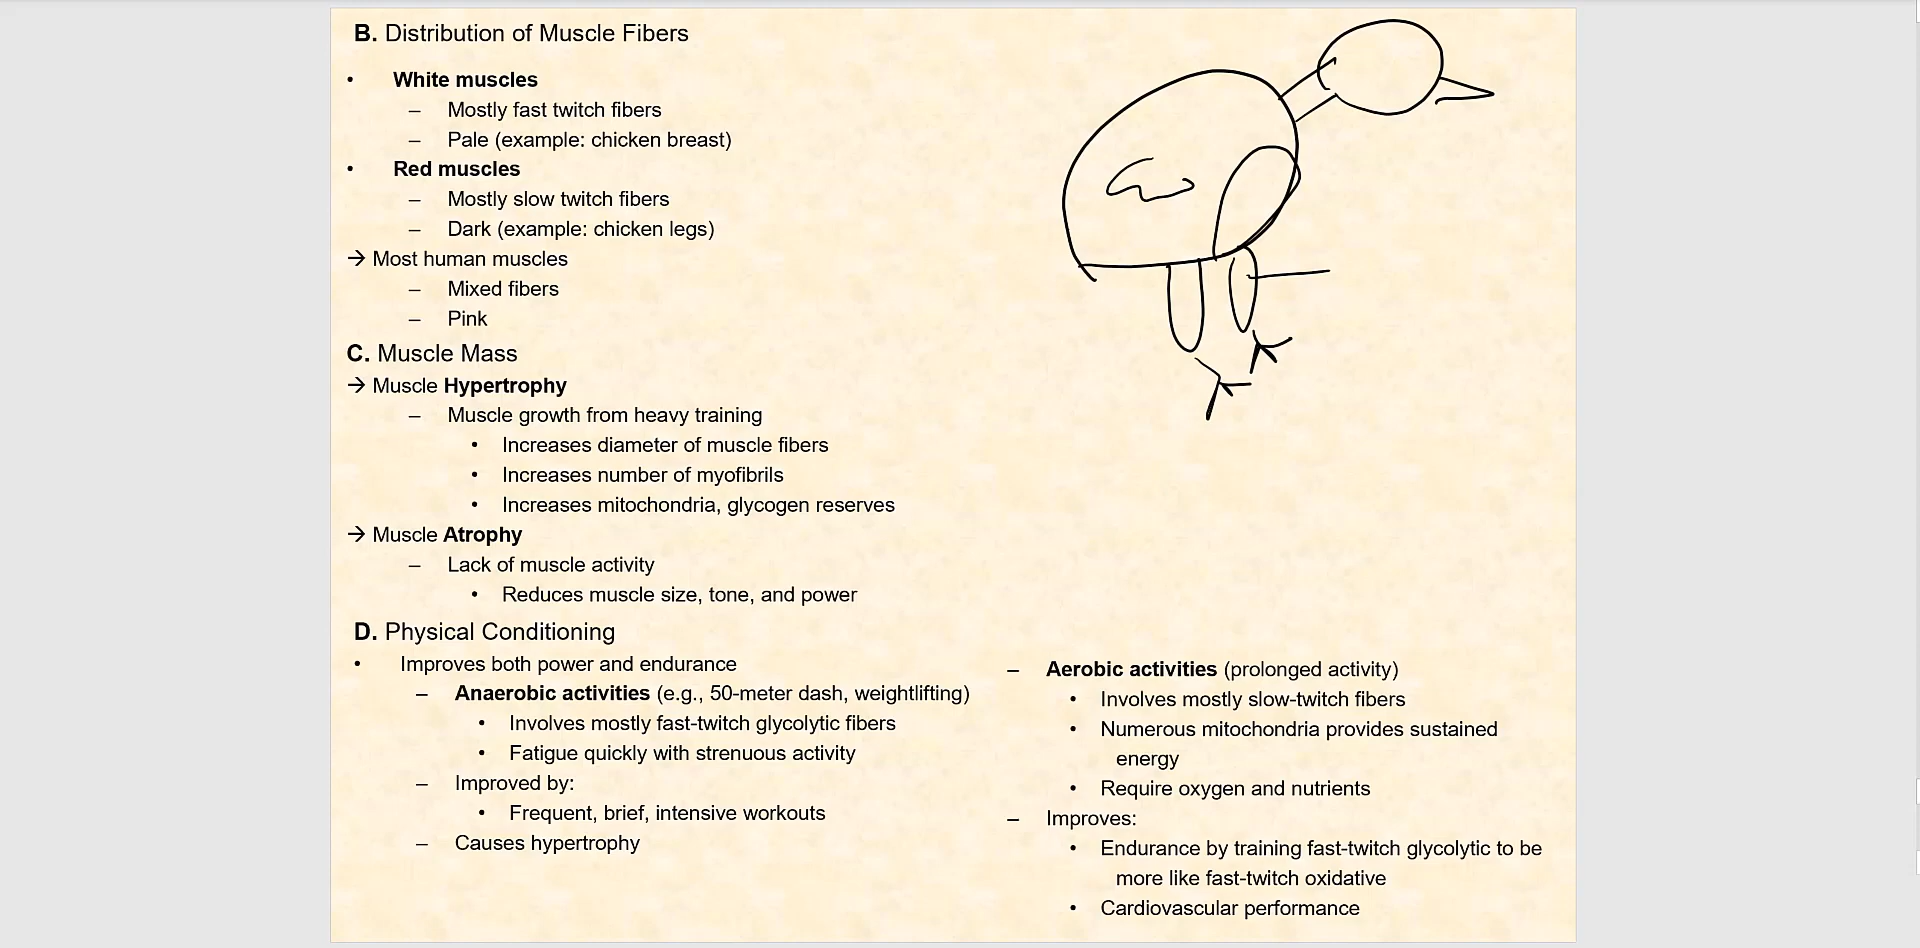 B. Distribution of Muscle Fibers
• White muscles
– Mostly fast twitch fibers
– Pale (example: chicken breast)
• Red muscles
– Mostly slow twitch fibers
– Dark (example: chicken legs)
→ Most human muscles
– Mixed fibers
– Pink
C. Muscle Mass
→ Muscle Hypertrophy
– Muscle growth from heavy training
• Increases diameter of muscle fibers
• Increases number of myofibrils
• Increases mitochondria, glycogen reserves
→ Muscle Atrophy
– Lack of muscle activity
• Reduces muscle size, tone, and power
D. Physical Conditioning
• Improves both power and endurance
– Anaerobic activities (e.g., 50-meter dash, weightlifting)
• Involves mostly fast-twitch glycolytic fibers
• Fatigue quickly with strenuous activity
– Improved by:
• Frequent, brief, intensive workouts
– Causes hypertrophy
– Aerobic activities (prolonged activity)
• Involves mostly slow-twitch fibers
• Numerous mitochondria provides sustained
energy
• Require oxygen and nutrients
– Improves:
• Endurance by training fast-twitch glycolytic to be
more like fast-twitch oxidative
• Cardiovascular performance